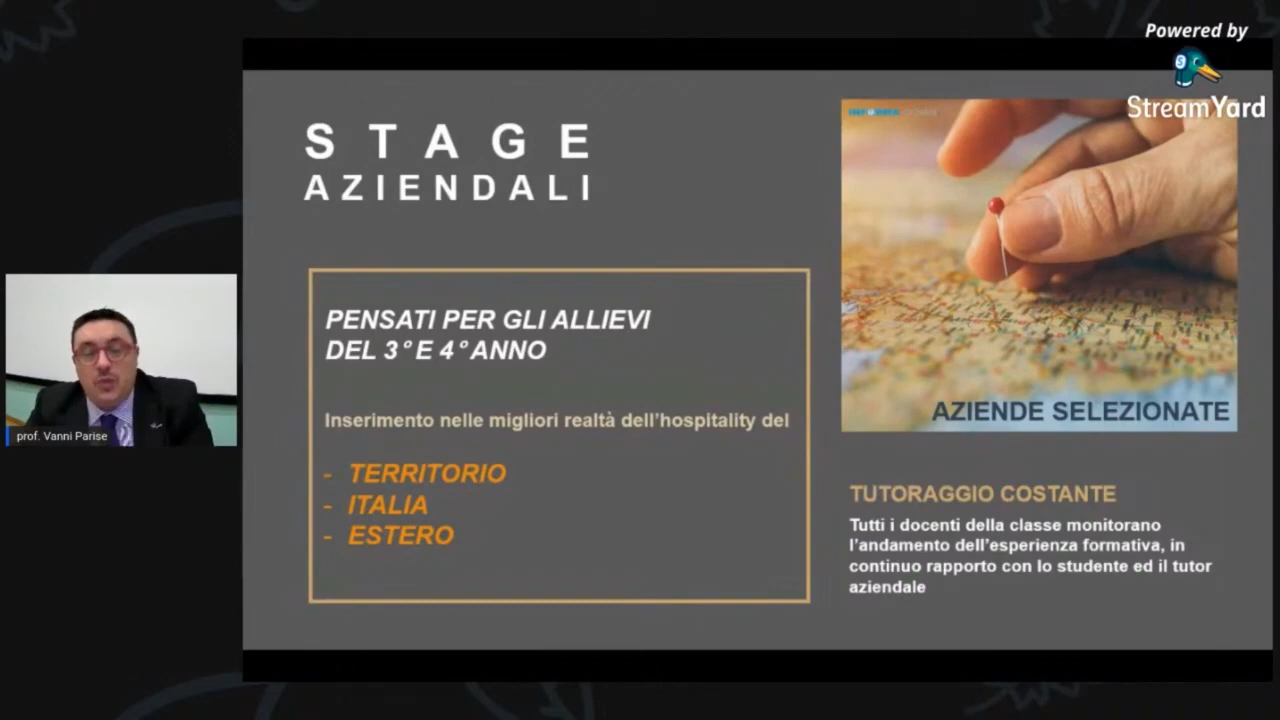 Powered by
StreamYard
STAGE
AZIENDALI
PENSATI PER GLI ALLIEVI
DEL 3° E 4° ANNO
Inserimento nelle migliori realtà dell'hospitality del
- TERRITORIO
- ITALIA
- ESTERO
AZIENDE SELEZIONATE
TUTORAGGIO COSTANTE
Tutti i docenti della classe monitorano
l'andamento dell'esperienza formativa, in
continuo rapporto con lo studente ed il tutor
aziendale
prof. Vanni Parise